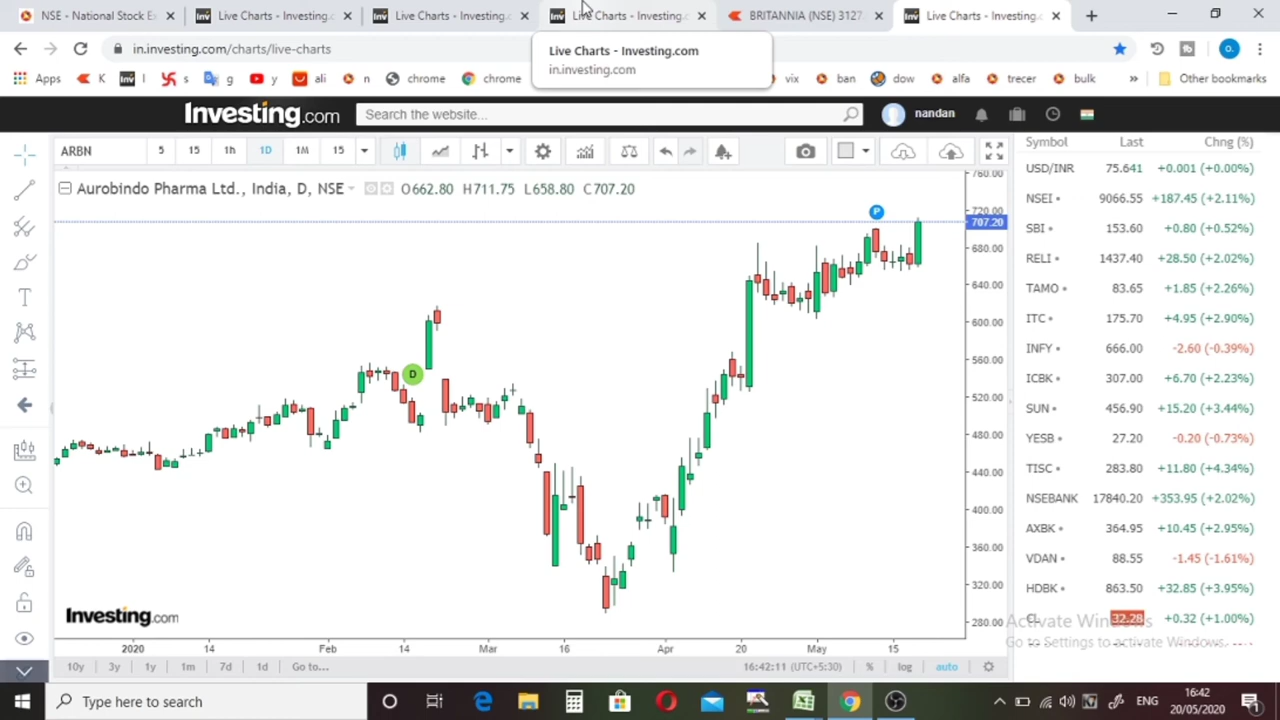 NSE - National Stock Ex
Live Charts - Investing.
Live Charts - Investing.
Live Charts - Investing.
BRITANNIA (NSE) 3127
Live Charts - Investing.
in.investing.com/charts/live-charts
O.
Live Charts - Investing.com
in.investing.com
Apps
K
Inv
I
s
g
y
ali
n
chrome
chrome
vix
ban
dow
alfa
trecer
bulk
»
Other bookmarks
Investing.com
Search the website...
nandan
ARBN
5
15
1h
1D
1M
15
Symbol
Last
Chng (%)
Aurobindo Pharma Ltd., India, D, NSE
O662.80 H711.75 L658.80 C707.20
USD/INR 75.641 +0.001 (+0.00%)
NSEI 9066.55 +187.45 (+2.11%)
SBI 153.60 +0.80 (+0.52%)
RELI 1437.40 +28.50 (+2.02%)
TAMO 83.65 +1.85 (+2.26%)
ITC 175.70 +4.95 (+2.90%)
INFY 666.00 -2.60 (-0.39%)
ICBK 307.00 +6.70 (+2.23%)
SUN 456.90 +15.20 (+3.44%)
YESB 27.20 -0.20 (-0.73%)
TISC 283.80 +11.80 (+4.34%)
NSEBANK 17840.20 +353.95 (+2.02%)
AXBK 364.95 +10.45 (+2.95%)
VDAN 88.55 -1.45 (-1.61%)
HDBK 863.50 +32.85 (+3.95%)
CL 32.28 +0.32 (+1.00%)
760.00
720.00
707.20
680.00
640.00
600.00
560.00
520.00
480.00
440.00
400.00
360.00
320.00
280.00
P
D
Investing.com
2020 14 Feb 14 Mar 16 Apr 20 May 15
10y 3y 1y 1m 7d 1d Go to...
16:42:11 (UTC+5:30) % log auto
Activate Windows
Go to Settings to activate Windows.
Type here to search
ENG
16:42
20/05/2020
1